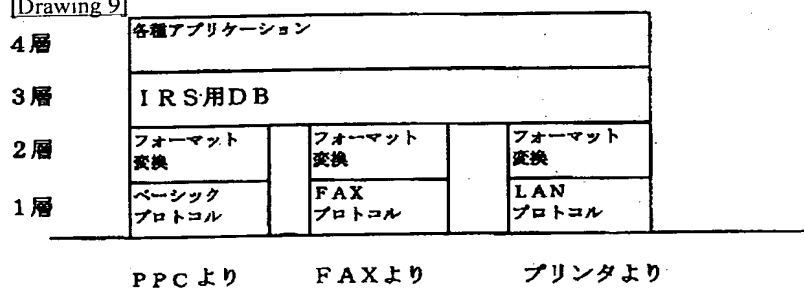 [Drawing 9]
4層
各種アプリケーション
3層
IRS用DB
2層
フォーマット
変換
フォーマット
変換
フォーマット
変換
1層
ベーシック
プロトコル
FAX
プロトコル
LAN
プロトコル
PPCより
FAXより
プリンタより